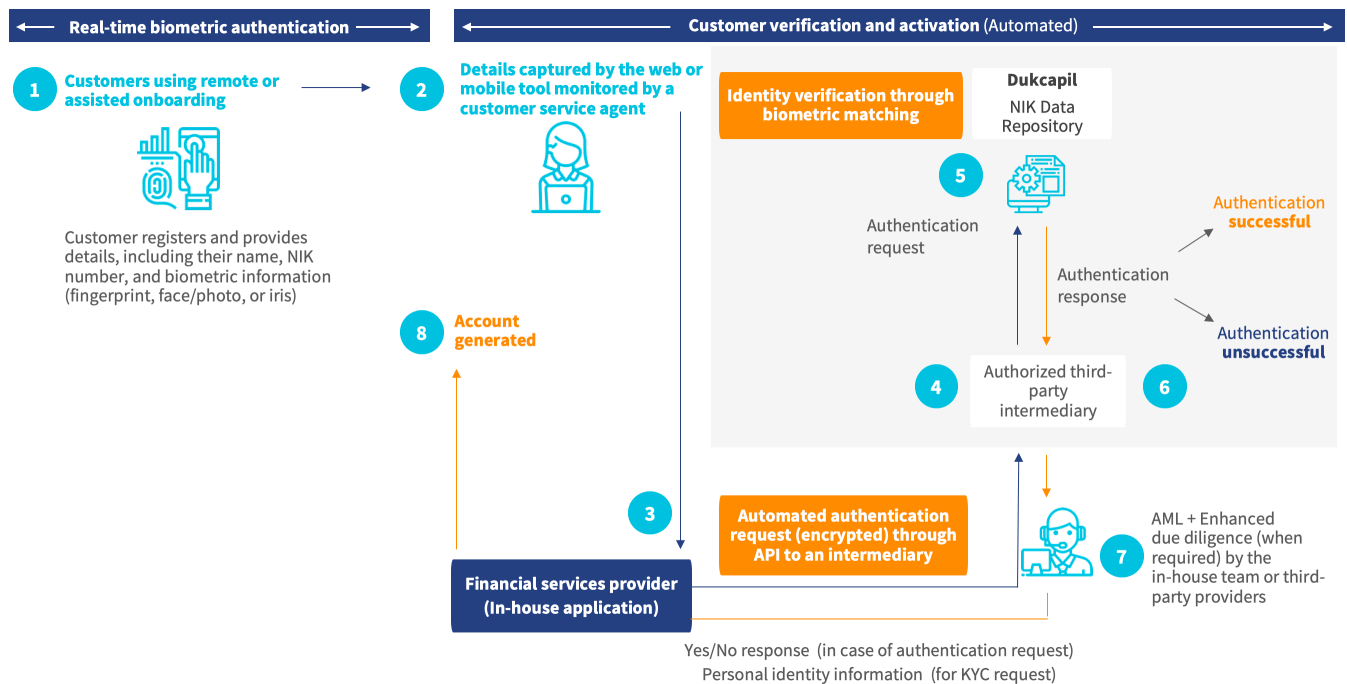 Real-time biometric authentication
Customer verification and activation (Automated)
1
Customers using remote or
assisted onboarding
Customer registers and provides
details, including their name, NIK
number, and biometric information
(fingerprint, face/photo, or iris)
2
Details captured by the web or
mobile tool monitored by a
customer service agent
Identity verification through
biometric matching
Dukcapil
NIK Data
Repository
5
Authentication
request
Authentication
response
Authentication
successful
Authentication
unsuccessful
4
Authorized third-
party
intermediary
6
8
Account
generated
3
Automated authentication
request (encrypted) through
API to an intermediary
7
AML + Enhanced
due diligence (when
required) by the
in-house team or third-
party providers
Financial services provider
(In-house application)
Yes/No response (in case of authentication request)
Personal identity information (for KYC request)